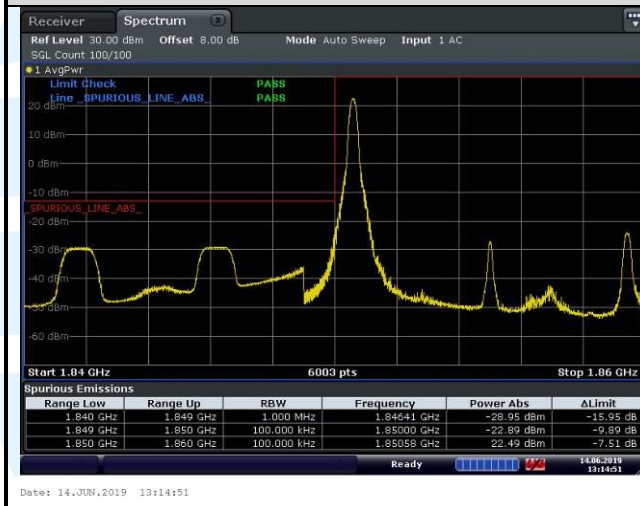 Receiver Spectrum
Ref Level 30.00 dBm Offset 8.00 dB Mode Auto Sweep Input 1 AC
SGL Count 100/100
1 AvgPwr
Limit Check PASS
Line _SPURIOUS_LINE_ABS_ PASS
20 dBm
10 dBm
0 dBm
-10 dBm
_SPURIOUS_LINE_ABS_
-20 dBm
-30 dBm
-40 dBm
-50 dBm
-60 dBm
Start 1.84 GHz 6003 pts Stop 1.86 GHz
Spurious Emissions
Range Low Range Up RBW Frequency Power Abs ΔLimit
1.840 GHz 1.849 GHz 1.000 MHz 1.84641 GHz -28.95 dBm -15.95 dB
1.849 GHz 1.850 GHz 100.000 kHz 1.85000 GHz -22.89 dBm -9.89 dB
1.850 GHz 1.860 GHz 100.000 kHz 1.85058 GHz 22.49 dBm -7.51 dB
Ready 14.06.2019
13:14:51
Date: 14.JUN.2019 13:14:51